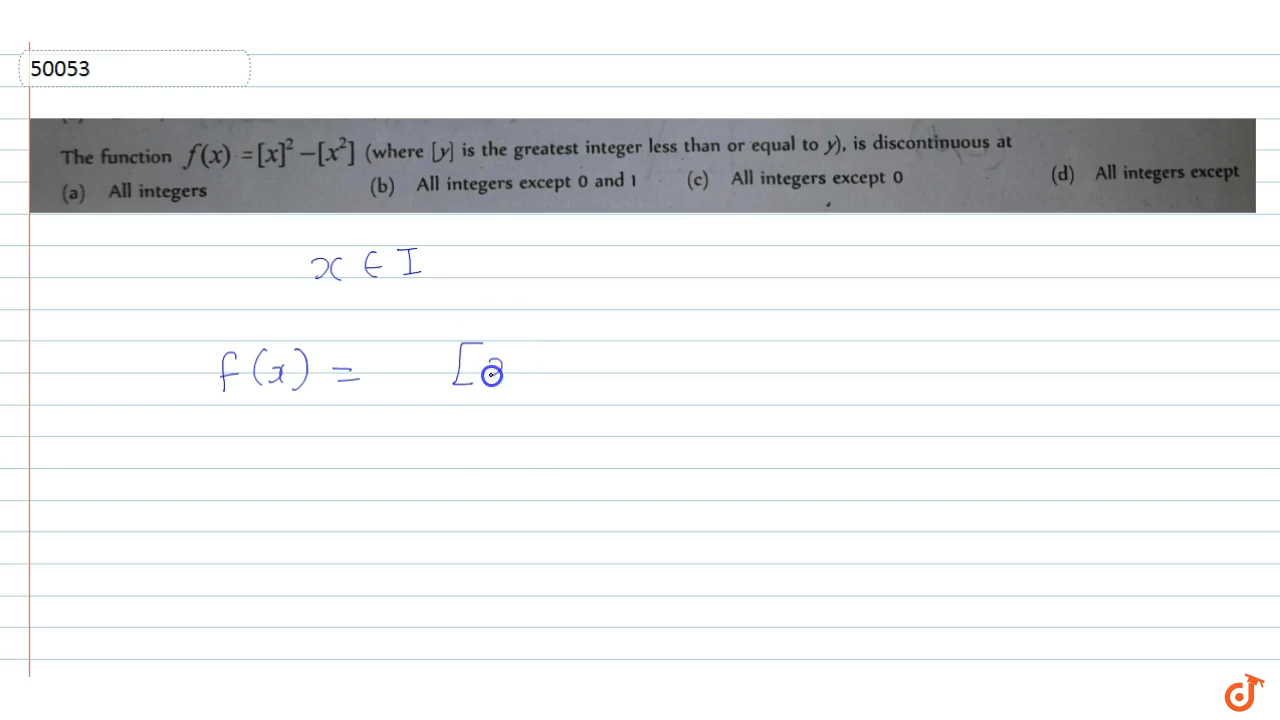 50053
The function f(x) = [x]² – [x²] (where [y] is the greatest integer less than or equal to y), is discontinuous at
(a) All integers (b) All integers except 0 and 1 (c) All integers except 0 (d) All integers except
x ∈ I
f(x) = [